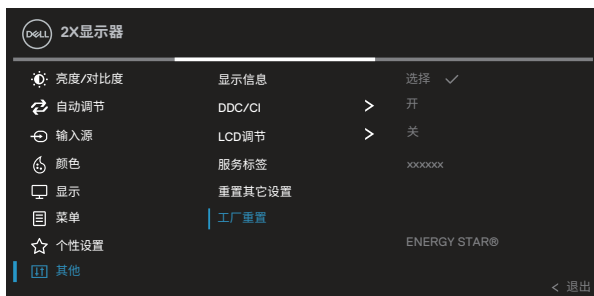 DELL 2X显示器
亮度/对比度 显示信息 选择
自动调节 DDC/CI > 开
输入源 LCD调节 > 关
颜色 服务标签 xxxxxx
显示 重置其它设置
菜单 工厂重置
个性设置 ENERGY STAR®
其他
< 退出